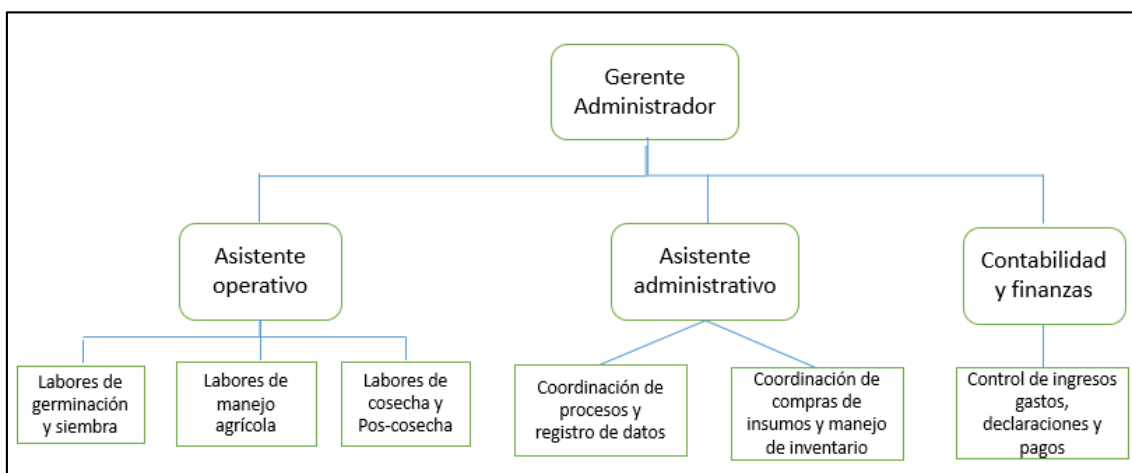 Gerente
Administrador
Asistente
operativo
Asistente
administrativo
Contabilidad
y finanzas
Labores de
germinación
y siembra
Labores de
manejo
agrícola
Labores de
cosecha y
Pos-cosecha
Coordinación de
procesos y
registro de datos
Coordinación de
compras de
insumos y manejo
de inventario
Control de ingresos
gastos,
declaraciones y
pagos